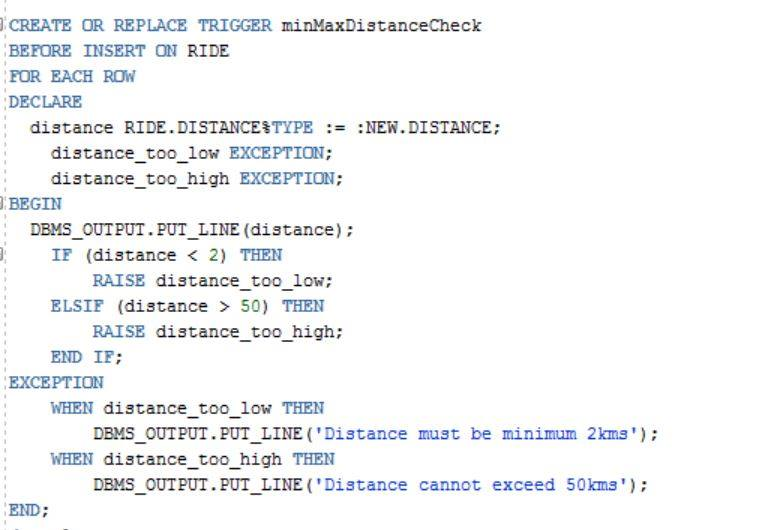 CREATE OR REPLACE TRIGGER minMaxDistanceCheck
BEFORE INSERT ON RIDE
FOR EACH ROW
DECLARE
  distance RIDE.DISTANCE%TYPE := :NEW.DISTANCE;
    distance_too_low EXCEPTION;
    distance_too_high EXCEPTION;
BEGIN
  DBMS_OUTPUT.PUT_LINE(distance);
    IF (distance < 2) THEN
        RAISE distance_too_low;
    ELSIF (distance > 50) THEN
        RAISE distance_too_high;
    END IF;
EXCEPTION
    WHEN distance_too_low THEN
        DBMS_OUTPUT.PUT_LINE('Distance must be minimum 2kms');
    WHEN distance_too_high THEN
        DBMS_OUTPUT.PUT_LINE('Distance cannot exceed 50kms');
END;